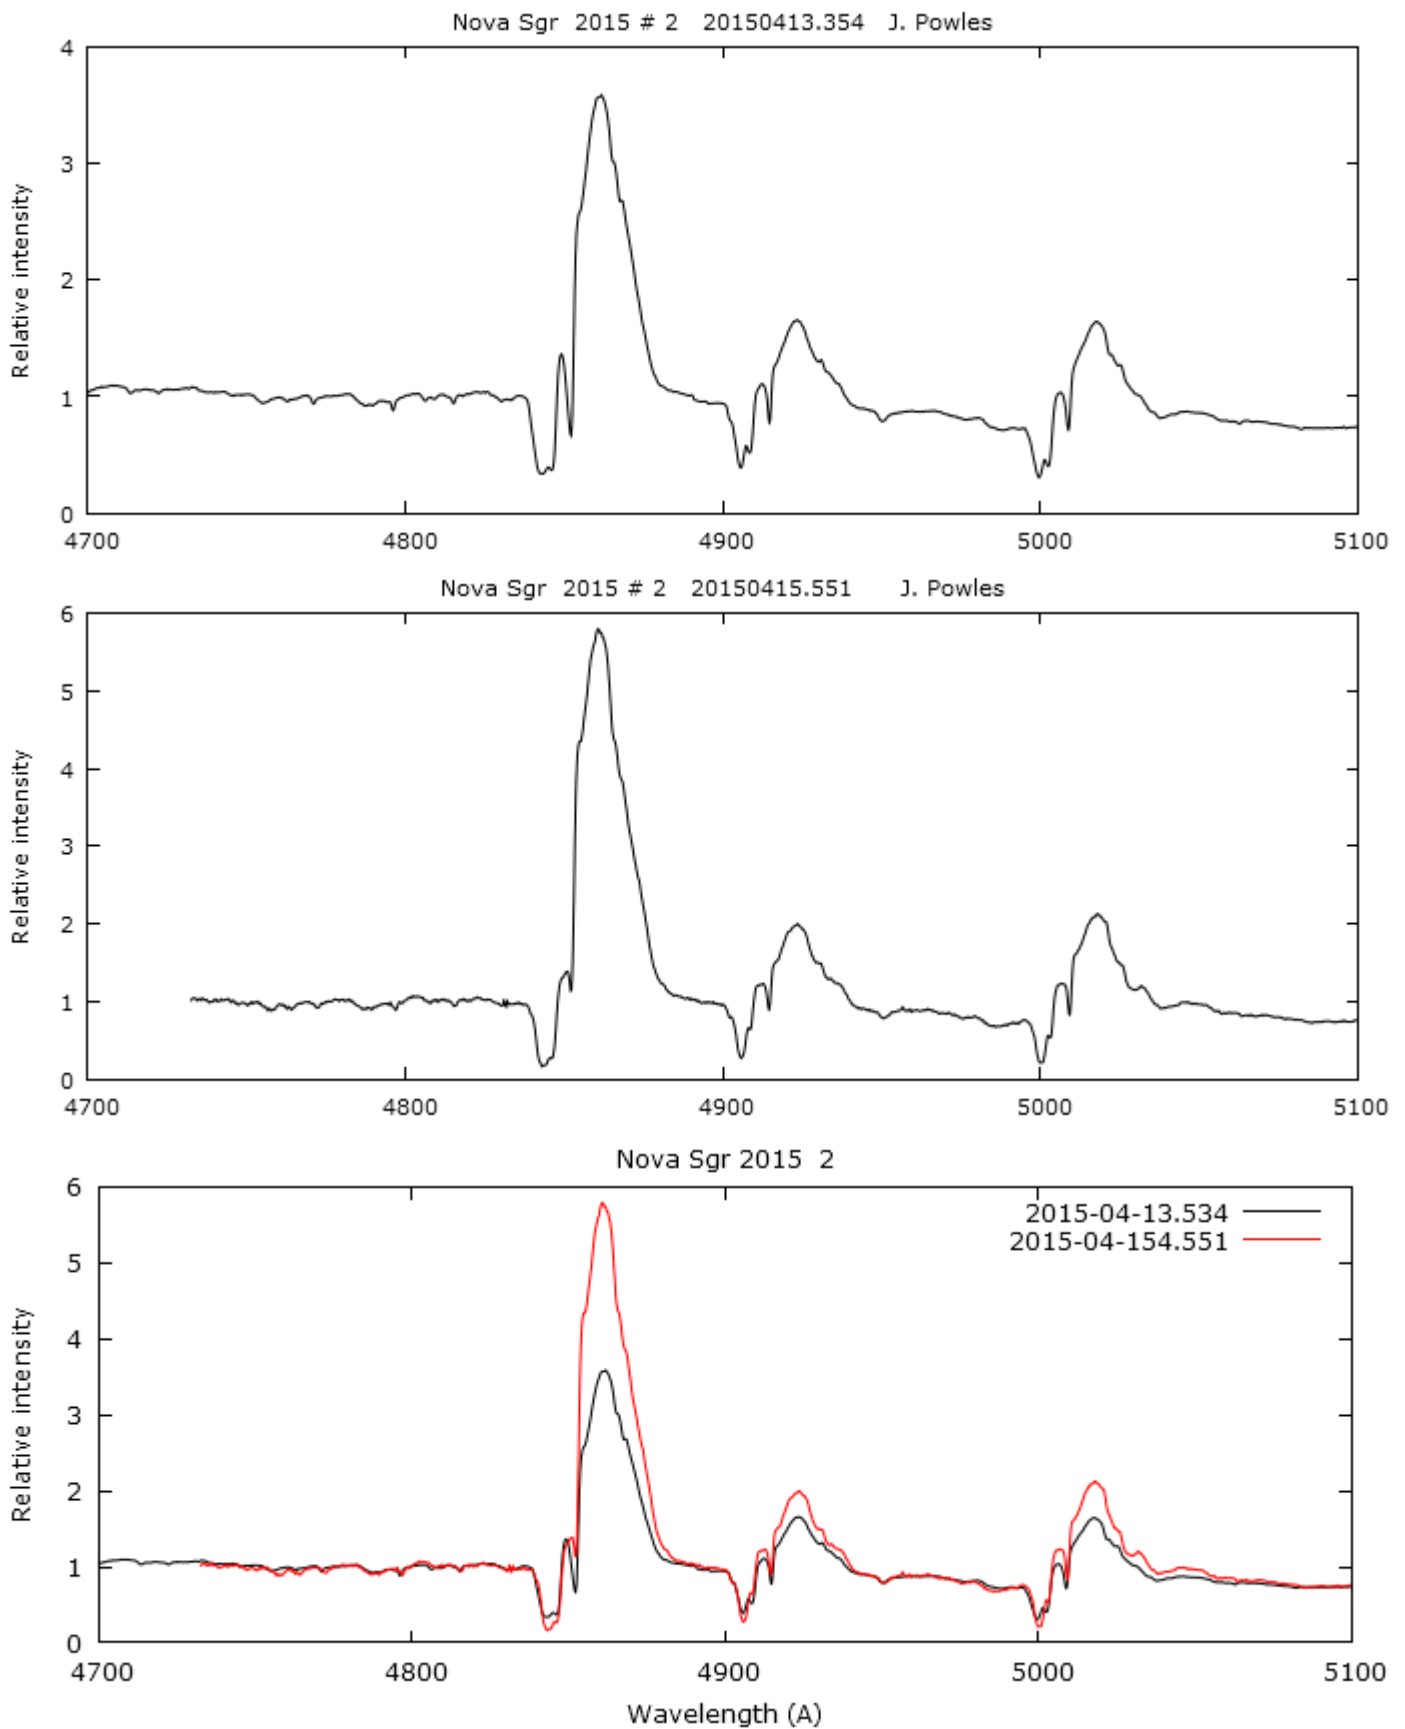 Nova Sgr 2015 # 2 20150413.354 J. Powles
4
3
2
1
0
Relative intensity
4700 4800 4900 5000 5100
Nova Sgr 2015 # 2 20150415.551 J. Powles
6
5
4
3
2
1
0
Relative intensity
4700 4800 4900 5000 5100
Nova Sgr 2015 2
6
5
4
3
2
1
0
Relative intensity
2015-04-13.534
2015-04-154.551
4700 4800 4900 5000 5100
Wavelength (A)